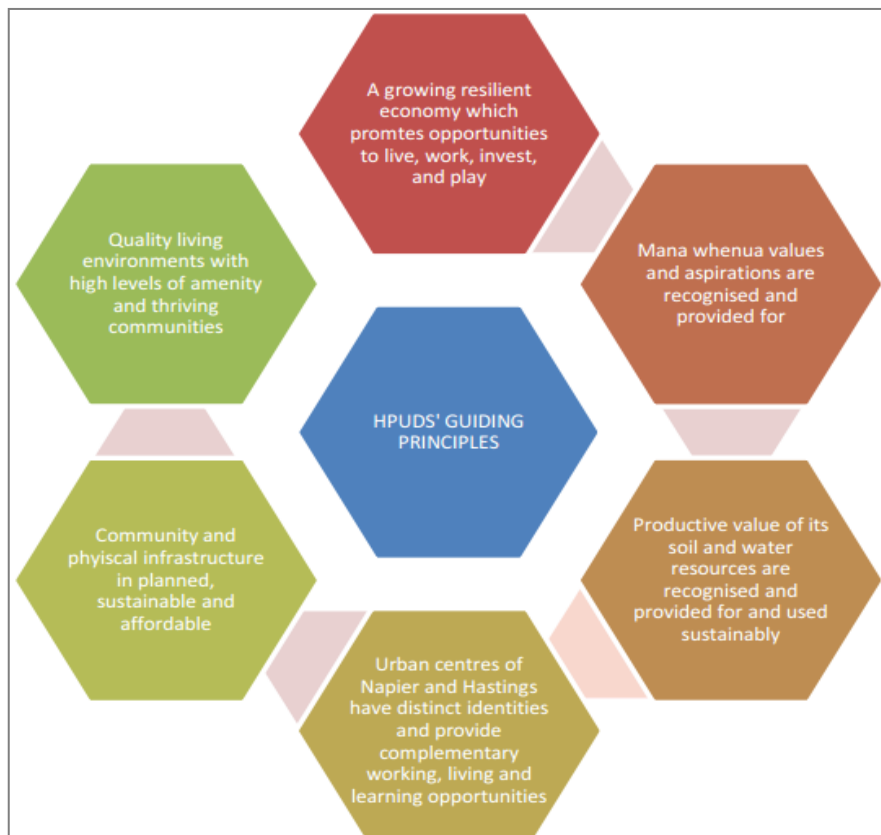 A growing resilient
economy which
promtes opportunities
to live, work, invest,
and play
Mana whenua values
and aspirations are
recognised and
provided for
Productive value of its
soil and water
resources are
recognised and
provided for and used
sustainably
Urban centres of
Napier and Hastings
have distinct identities
and provide
complementary
working, living and
learning opportunities
Community and
phyiscal infrastructure
in planned,
sustainable and
affordable
Quality living
environments with
high levels of amenity
and thriving
communities
HPUDS' GUIDING
PRINCIPLES